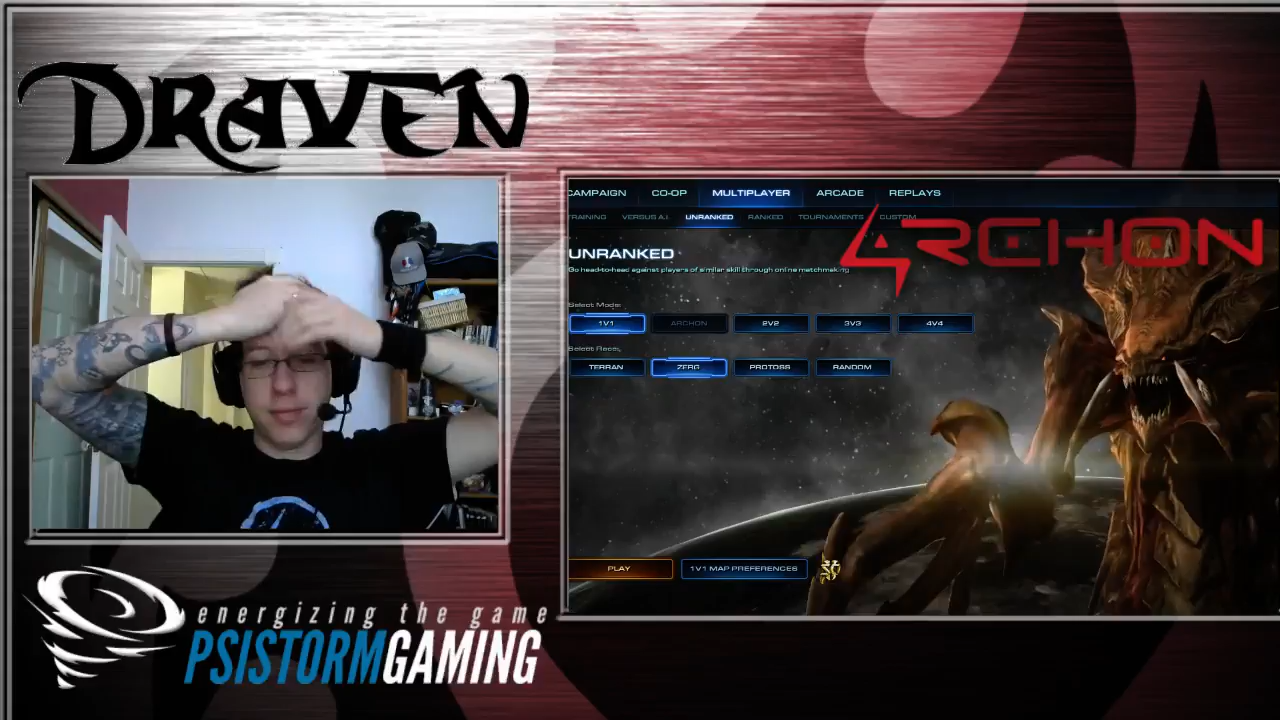 DRAVEN
CAMPAIGN CO-OP MULTIPLAYER ARCADE REPLAYS
TRAINING VERSUS A.I. UNRANKED RANKED TOURNAMENTS CUSTOM
ARCHON
UNRANKED
Go head-to-head against players of similar skill through online matchmaking
Select Mode:
1V1 ARCHON 2V2 3V3 4V4
Select Race:
TERRAN ZERG PROTOSS RANDOM
PLAY 1V1 MAP PREFERENCES
energizing the game
PSISTORMGAMING